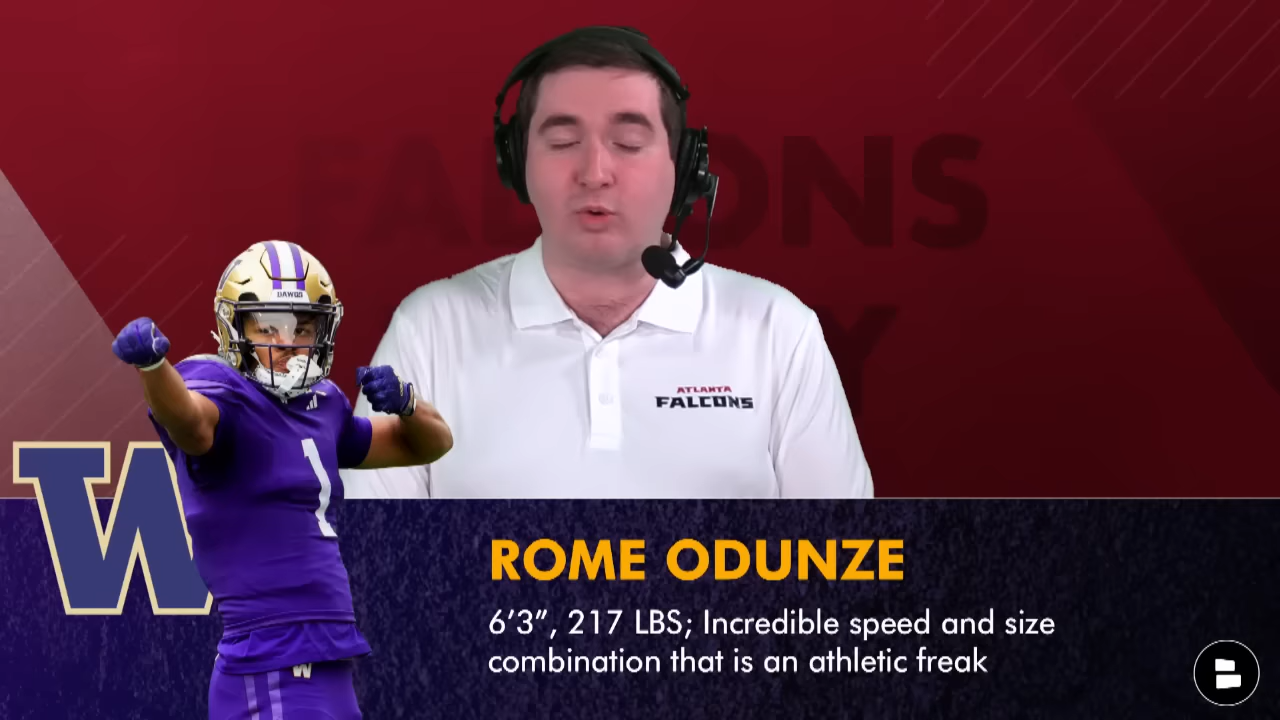 FALCONS
ATLANTA
FALCONS
DAWGS
1
W
W
ROME ODUNZE
6'3", 217 LBS; Incredible speed and size
combination that is an athletic freak